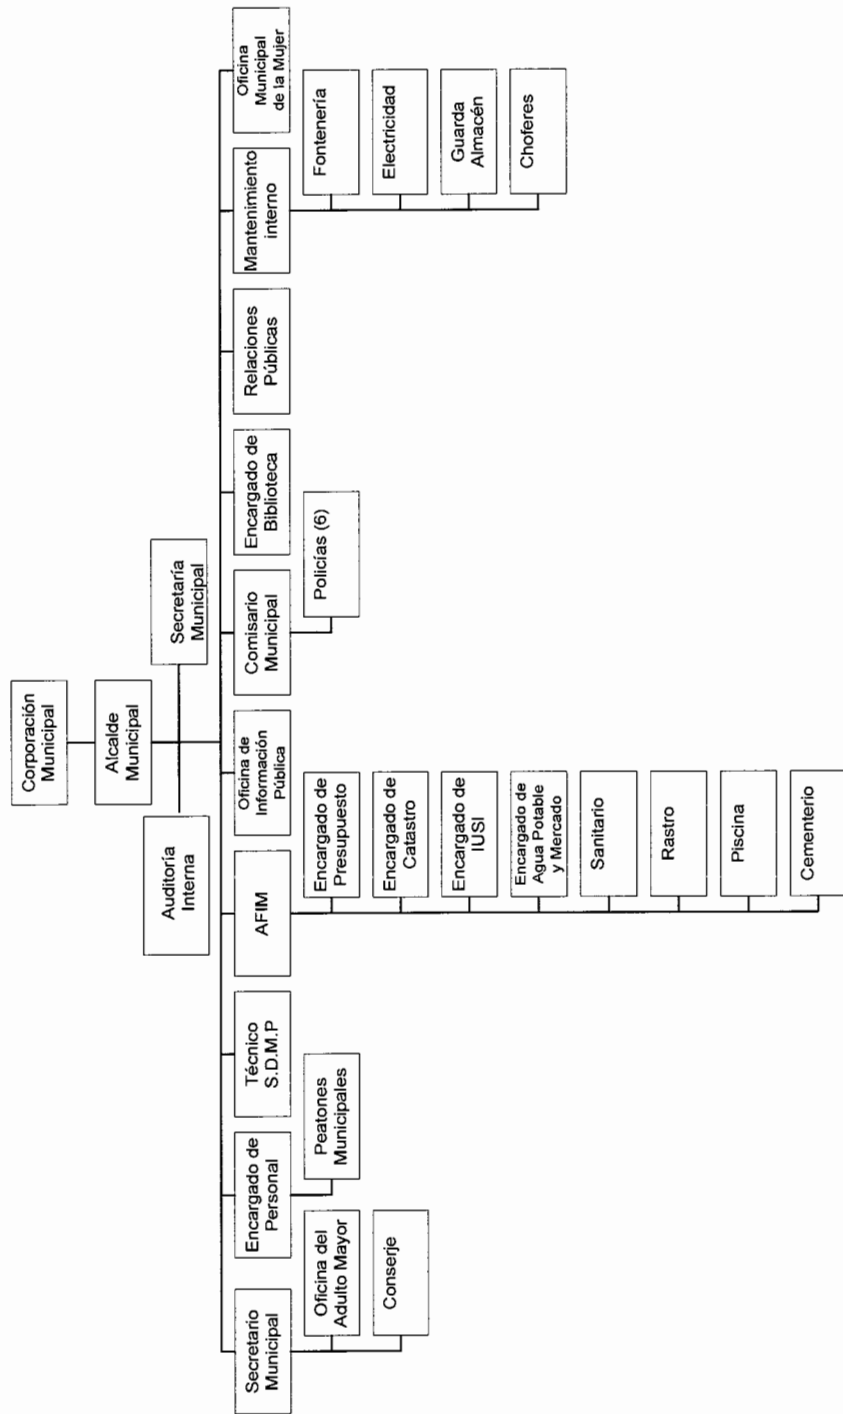 Corporación
Municipal
Alcalde
Municipal
Auditoría
Interna
Secretaría
Municipal
Secretario
Municipal
Oficina del
Adulto Mayor
Conserje
Encargado de
Personal
Peatones
Municipales
Técnico
S.D.M.P
AFIM
Encargado de
Presupuesto
Encargado de
Catastro
Encargado de
IUSI
Encargado de
Agua Potable
y Mercado
Sanitario
Rastro
Piscina
Cementerio
Oficina de
Información
Pública
Comisario
Municipal
Policías (6)
Encargado de
Biblioteca
Relaciones
Públicas
Mantenimiento
interno
Fontenería
Electricidad
Guarda
Almacén
Choferes
Oficina
Municipal
de la Mujer